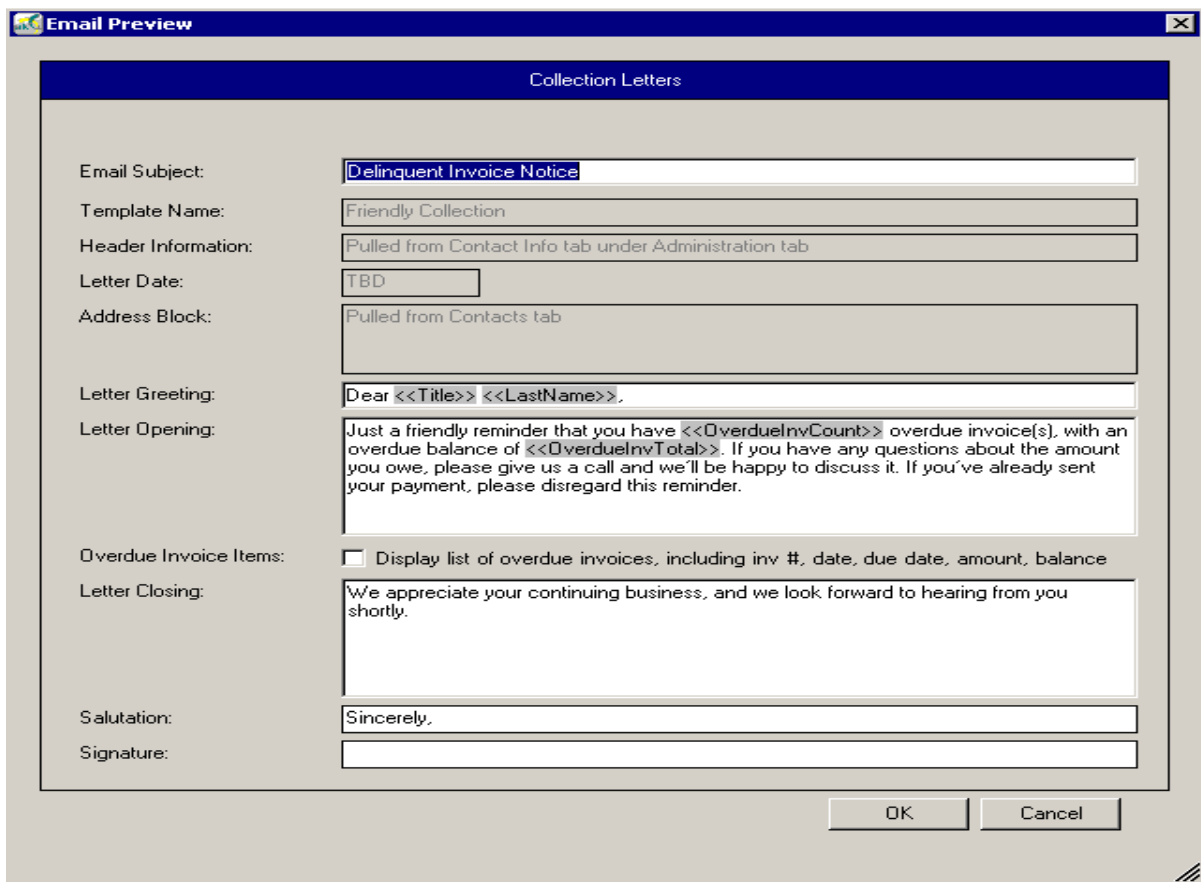 Email Preview
Collection Letters
Email Subject: Delinquent Invoice Notice
Template Name: Friendly Collection
Header Information: Pulled from Contact Info tab under Administration tab
Letter Date: TBD
Address Block: Pulled from Contacts tab
Letter Greeting: Dear <<Title>> <<LastName>>,
Letter Opening: Just a friendly reminder that you have <<OverdueInvCount>> overdue invoice(s), with an
overdue balance of <<OverdueInvTotal>>. If you have any questions about the amount
you owe, please give us a call and we'll be happy to discuss it. If you've already sent
your payment, please disregard this reminder.
Overdue Invoice Items: Display list of overdue invoices, including inv #, date, due date, amount, balance
Letter Closing: We appreciate your continuing business, and we look forward to hearing from you
shortly.
Salutation: Sincerely,
Signature:
OK Cancel